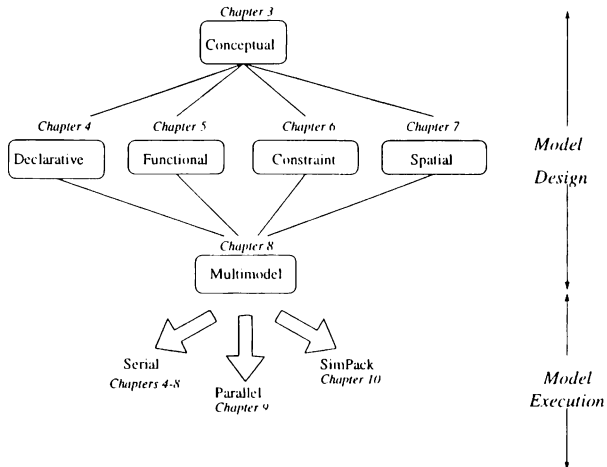 Chapter 3
Conceptual
Chapter 4
Chapter 5
Chapter 6
Chapter 7
Declarative
Functional
Constraint
Spatial
Model
Design
Chapter 8
Multimodel
Serial
Chapters 4-8
Parallel
Chapter 9
SimPack
Chapter 10
Model
Execution